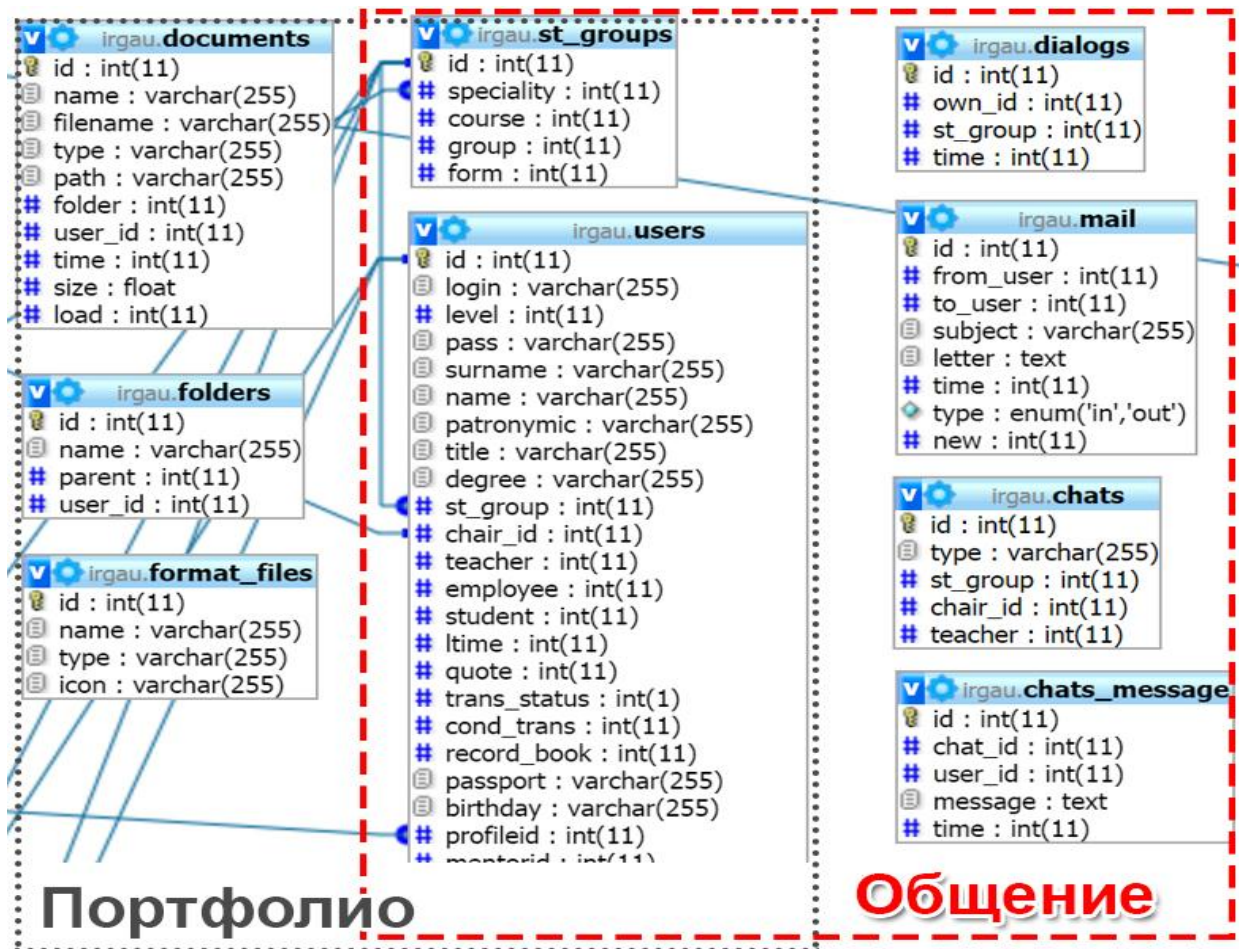 irgau.documents
id : int(11)
name : varchar(255)
filename : varchar(255)
type : varchar(255)
path : varchar(255)
folder : int(11)
user_id : int(11)
time : int(11)
size : float
load : int(11)
irgau.folders
id : int(11)
name : varchar(255)
parent : int(11)
user_id : int(11)
irgau.format_files
id : int(11)
name : varchar(255)
type : varchar(255)
icon : varchar(255)
irgau.st_groups
id : int(11)
speciality : int(11)
course : int(11)
group : int(11)
form : int(11)
irgau.users
id : int(11)
login : varchar(255)
level : int(11)
pass : varchar(255)
surname : varchar(255)
name : varchar(255)
patronymic : varchar(255)
title : varchar(255)
degree : varchar(255)
st_group : int(11)
chair_id : int(11)
teacher : int(11)
employee : int(11)
student : int(11)
ltime : int(11)
quote : int(11)
trans_status : int(1)
cond_trans : int(11)
record_book : int(11)
passport : varchar(255)
birthday : varchar(255)
profileid : int(11)
irgau.dialogs
id : int(11)
own_id : int(11)
st_group : int(11)
time : int(11)
irgau.mail
id : int(11)
from_user : int(11)
to_user : int(11)
subject : varchar(255)
letter : text
time : int(11)
type : enum('in','out')
new : int(11)
irgau.chats
id : int(11)
type : varchar(255)
st_group : int(11)
chair_id : int(11)
teacher : int(11)
irgau.chats_message
id : int(11)
chat_id : int(11)
user_id : int(11)
message : text
time : int(11)
Портфолио
Общение